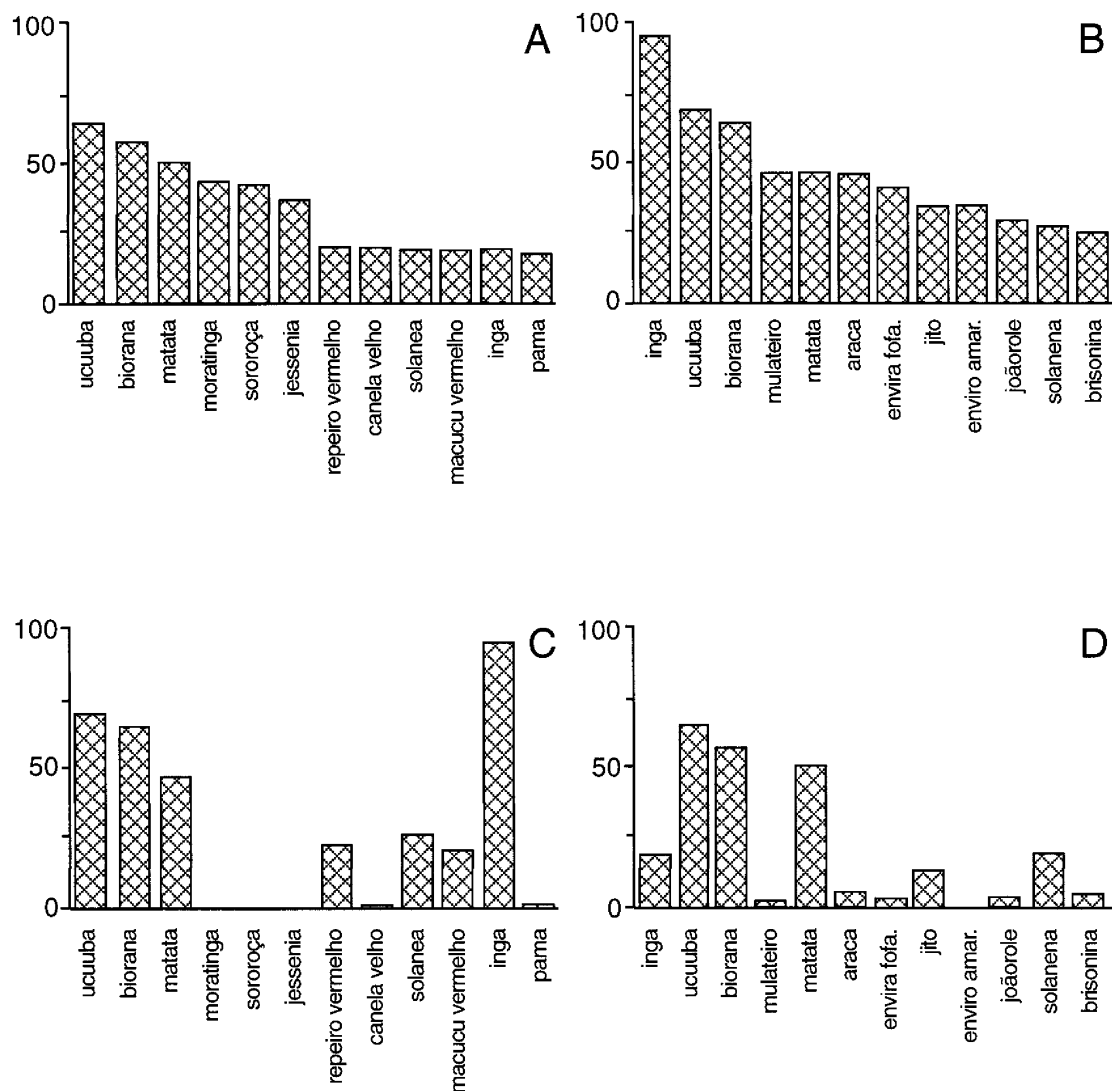 A
100
50
0
ucuuba
biorana
matata
moratinga
sororoça
jessenia
repeiro vermelho
canela velho
solanea
macucu vermelho
inga
pama
B
100
50
0
inga
ucuuba
biorana
mulateiro
matata
araca
envira fofa.
jito
enviro amar.
joãorole
solanena
brisonina
C
100
50
0
ucuuba
biorana
matata
moratinga
sororoça
jessenia
repeiro vermelho
canela velho
solanea
macucu vermelho
inga
pama
D
100
50
0
inga
ucuuba
biorana
mulateiro
matata
araca
envira fofa.
jito
enviro amar.
joãorole
solanena
brisonina